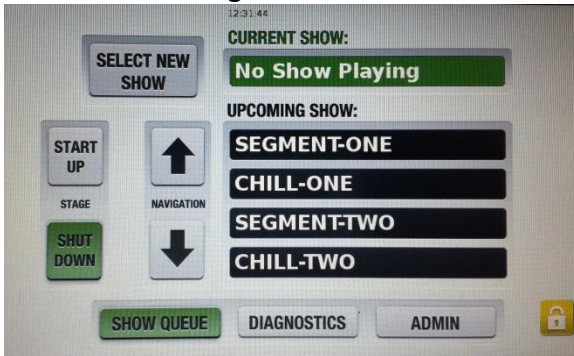 12:31:44
CURRENT SHOW:
SELECT NEW
SHOW
No Show Playing
UPCOMING SHOW:
START
UP
SEGMENT-ONE
CHILL-ONE
STAGE
NAVIGATION
SEGMENT-TWO
SHUT
DOWN
CHILL-TWO
SHOW QUEUE
DIAGNOSTICS
ADMIN